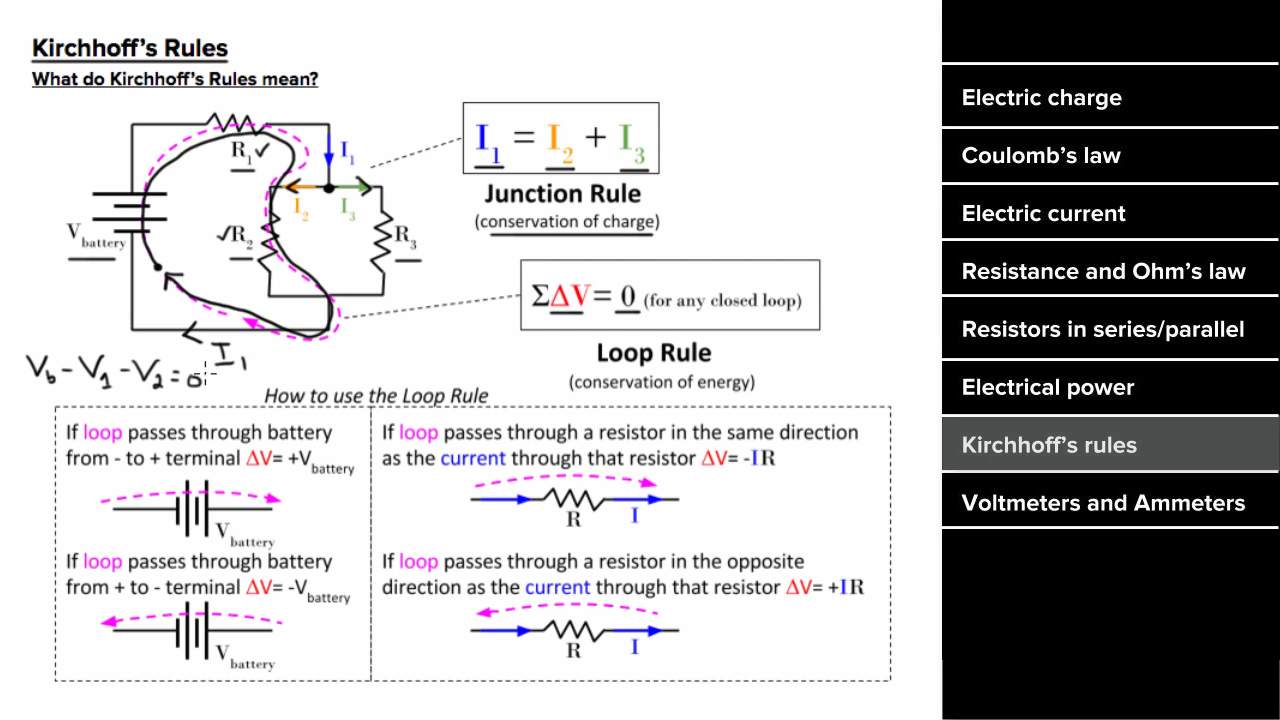 Kirchhoff's Rules
What do Kirchhoff's Rules mean?
R1 ✓
I1
I2 I3
Vbattery
✓R2
R3
I1 = I2 + I3
Junction Rule
(conservation of charge)
ΣΔV= 0 (for any closed loop)
Loop Rule
(conservation of energy)
I1
Vb - V1 - V2 = 0
How to use the Loop Rule
If loop passes through battery
from - to + terminal ΔV= +Vbattery
Vbattery
If loop passes through battery
from + to - terminal ΔV= -Vbattery
Vbattery
If loop passes through a resistor in the same direction
as the current through that resistor ΔV= -IR
R I
If loop passes through a resistor in the opposite
direction as the current through that resistor ΔV= +IR
R I
Electric charge
Coulomb's law
Electric current
Resistance and Ohm's law
Resistors in series/parallel
Electrical power
Kirchhoff's rules
Voltmeters and Ammeters